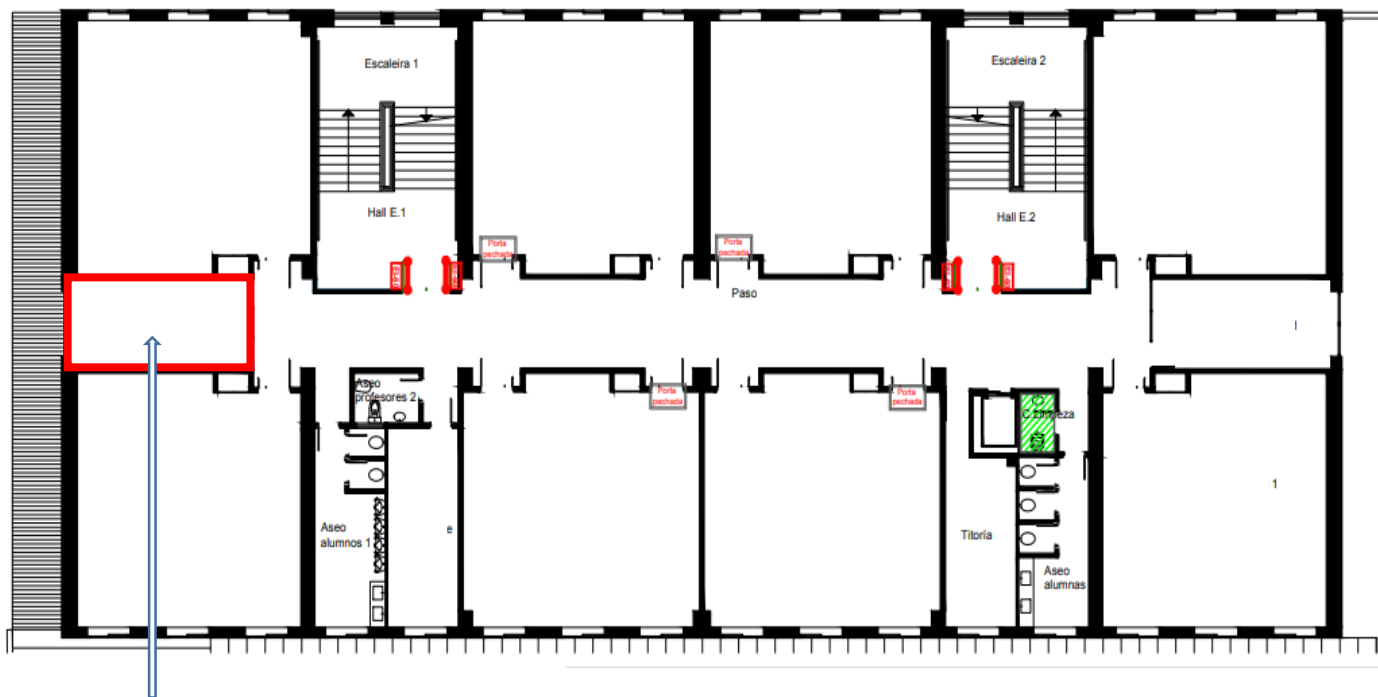 Escaleira 1
Escaleira 2
Hall E.1
Hall E.2
Porta
pechada
Porta
pechada
Paso
Aseo
profesores 2
Porta
pechada
Porta
pechada
C.Limpeza
1
Aseo
alumnos 1
e
Titoría
Aseo
alumnas